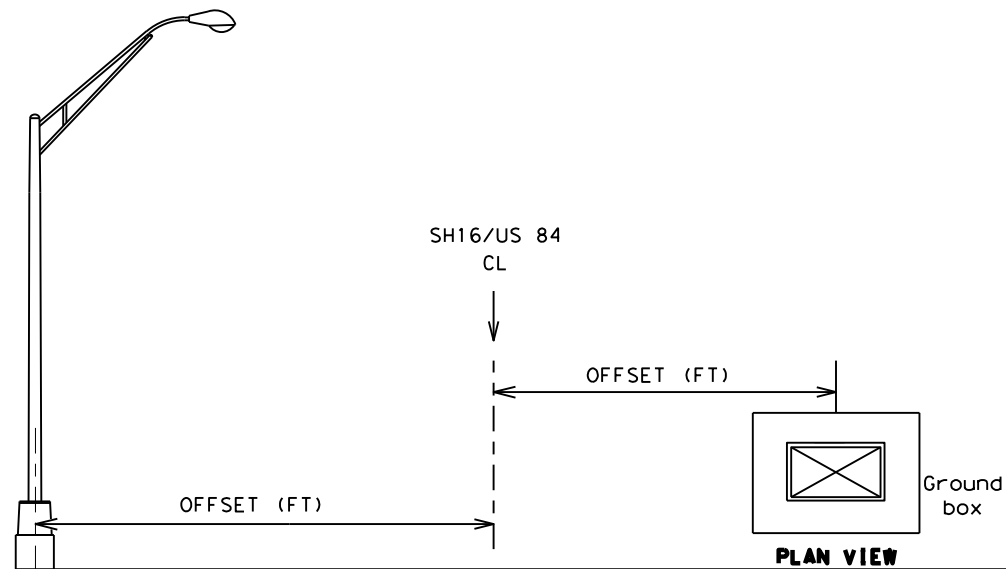 SH16/US 84
CL
OFFSET (FT)
Ground
box
OFFSET (FT)
PLAN VIEW